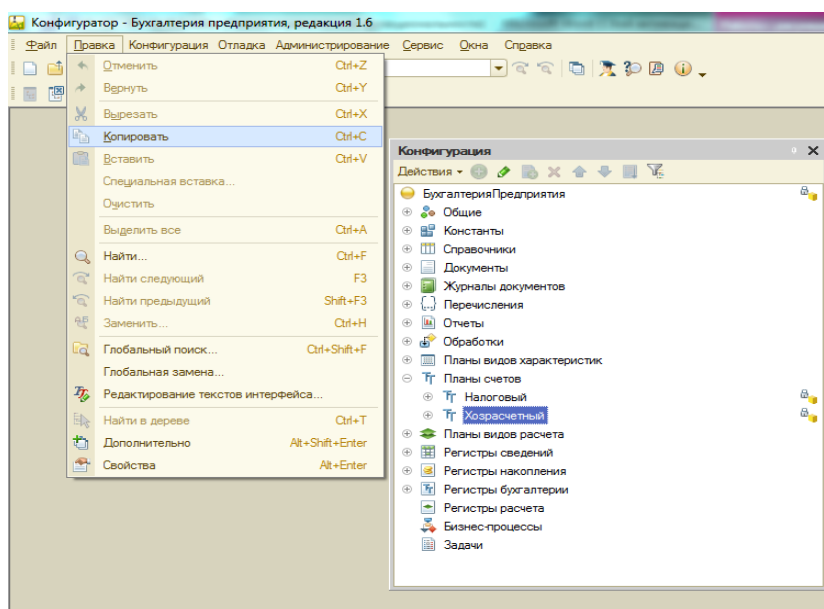 Конфигуратор - Бухгалтерия предприятия, редакция 1.6
Файл Правка Конфигурация Отладка Администрирование Сервис Окна Справка
Отменить Ctrl+Z
Вернуть Ctrl+Y
Вырезать Ctrl+X
Копировать Ctrl+C
Вставить Ctrl+V
Специальная вставка...
Очистить
Выделить все Ctrl+A
Найти... Ctrl+F
Найти следующий F3
Найти предыдущий Shift+F3
Заменить... Ctrl+H
Глобальный поиск... Ctrl+Shift+F
Глобальная замена...
Редактирование текстов интерфейса...
Найти в дереве Ctrl+T
Дополнительно Alt+Shift+Enter
Свойства Alt+Enter
Конфигурация
Действия
БухгалтерияПредприятия
Общие
Константы
Справочники
Документы
Журналы документов
Перечисления
Отчеты
Обработки
Планы видов характеристик
Планы счетов
Налоговый
Хозрасчетный
Планы видов расчета
Регистры сведений
Регистры накопления
Регистры бухгалтерии
Регистры расчета
Бизнес-процессы
Задачи